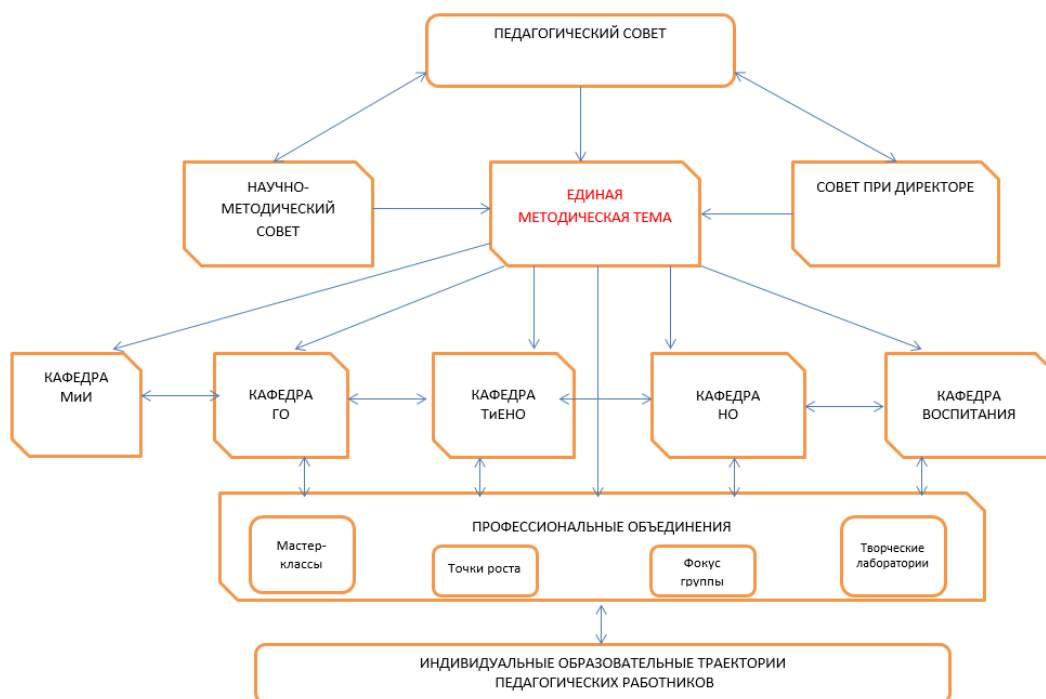 ПЕДАГОГИЧЕСКИЙ СОВЕТ
НАУЧНО-
МЕТОДИЧЕСКИЙ
СОВЕТ
ЕДИНАЯ
МЕТОДИЧЕСКАЯ ТЕМА
СОВЕТ ПРИ ДИРЕКТОРЕ
КАФЕДРА
МиИ
КАФЕДРА
ГО
КАФЕДРА
ТиЕНО
КАФЕДРА
НО
КАФЕДРА
ВОСПИТАНИЯ
ПРОФЕССИОНАЛЬНЫЕ ОБЪЕДИНЕНИЯ
Мастер-
классы
Точки роста
Фокус
группы
Творческие
лаборатории
ИНДИВИДУАЛЬНЫЕ ОБРАЗОВАТЕЛЬНЫЕ ТРАЕКТОРИИ
ПЕДАГОГИЧЕСКИХ РАБОТНИКОВ